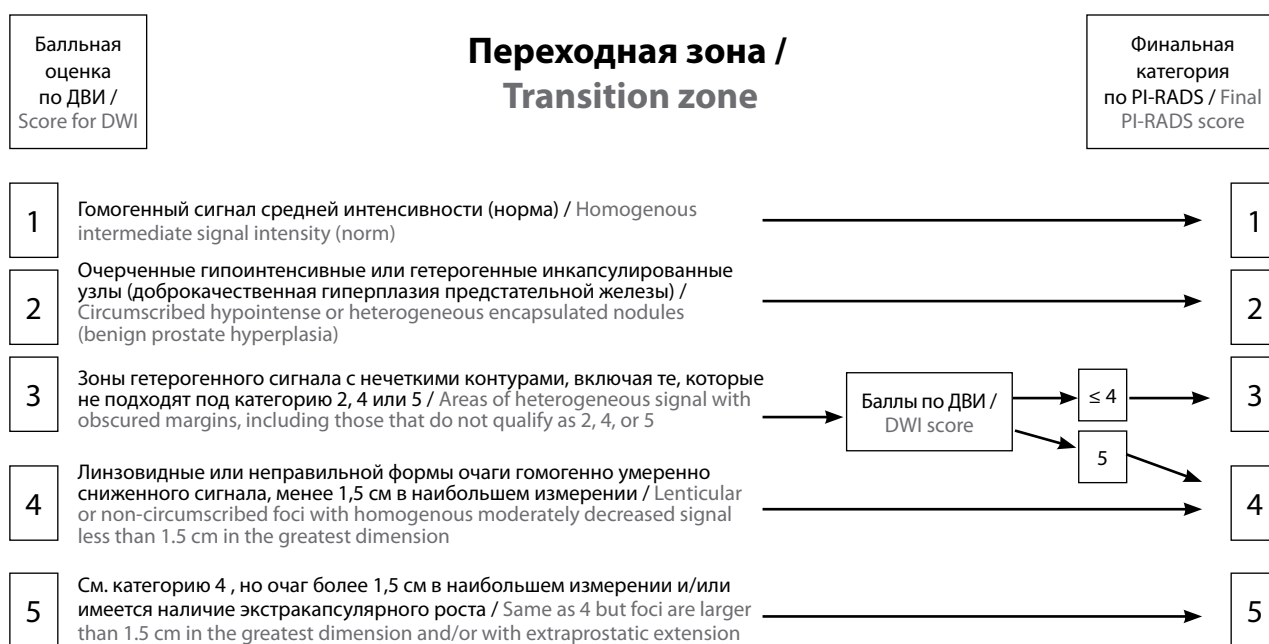 Балльная
оценка
по ДВИ /
Score for DWI
Переходная зона /
Transition zone
Финальная
категория
по PI-RADS / Final
PI-RADS score
1
Гомогенный сигнал средней интенсивности (норма) / Homogenous
intermediate signal intensity (norm)
1
2
Очерченные гипоинтенсивные или гетерогенные инкапсулированные
узлы (доброкачественная гиперплазия предстательной железы) /
Circumscribed hypointense or heterogeneous encapsulated nodules
(benign prostate hyperplasia)
2
3
Зоны гетерогенного сигнала с нечеткими контурами, включая те, которые
не подходят под категорию 2, 4 или 5 / Areas of heterogeneous signal with
obscured margins, including those that do not qualify as 2, 4, or 5
Баллы по ДВИ /
DWI score
≤ 4
5
3
4
Линзовидные или неправильной формы очаги гомогенно умеренно
сниженного сигнала, менее 1,5 см в наибольшем измерении / Lenticular
or non-circumscribed foci with homogenous moderately decreased signal
less than 1.5 cm in the greatest dimension
4
5
См. категорию 4 , но очаг более 1,5 см в наибольшем измерении и/или
имеется наличие экстракапсулярного роста / Same as 4 but foci are larger
than 1.5 cm in the greatest dimension and/or with extraprostatic extension
5